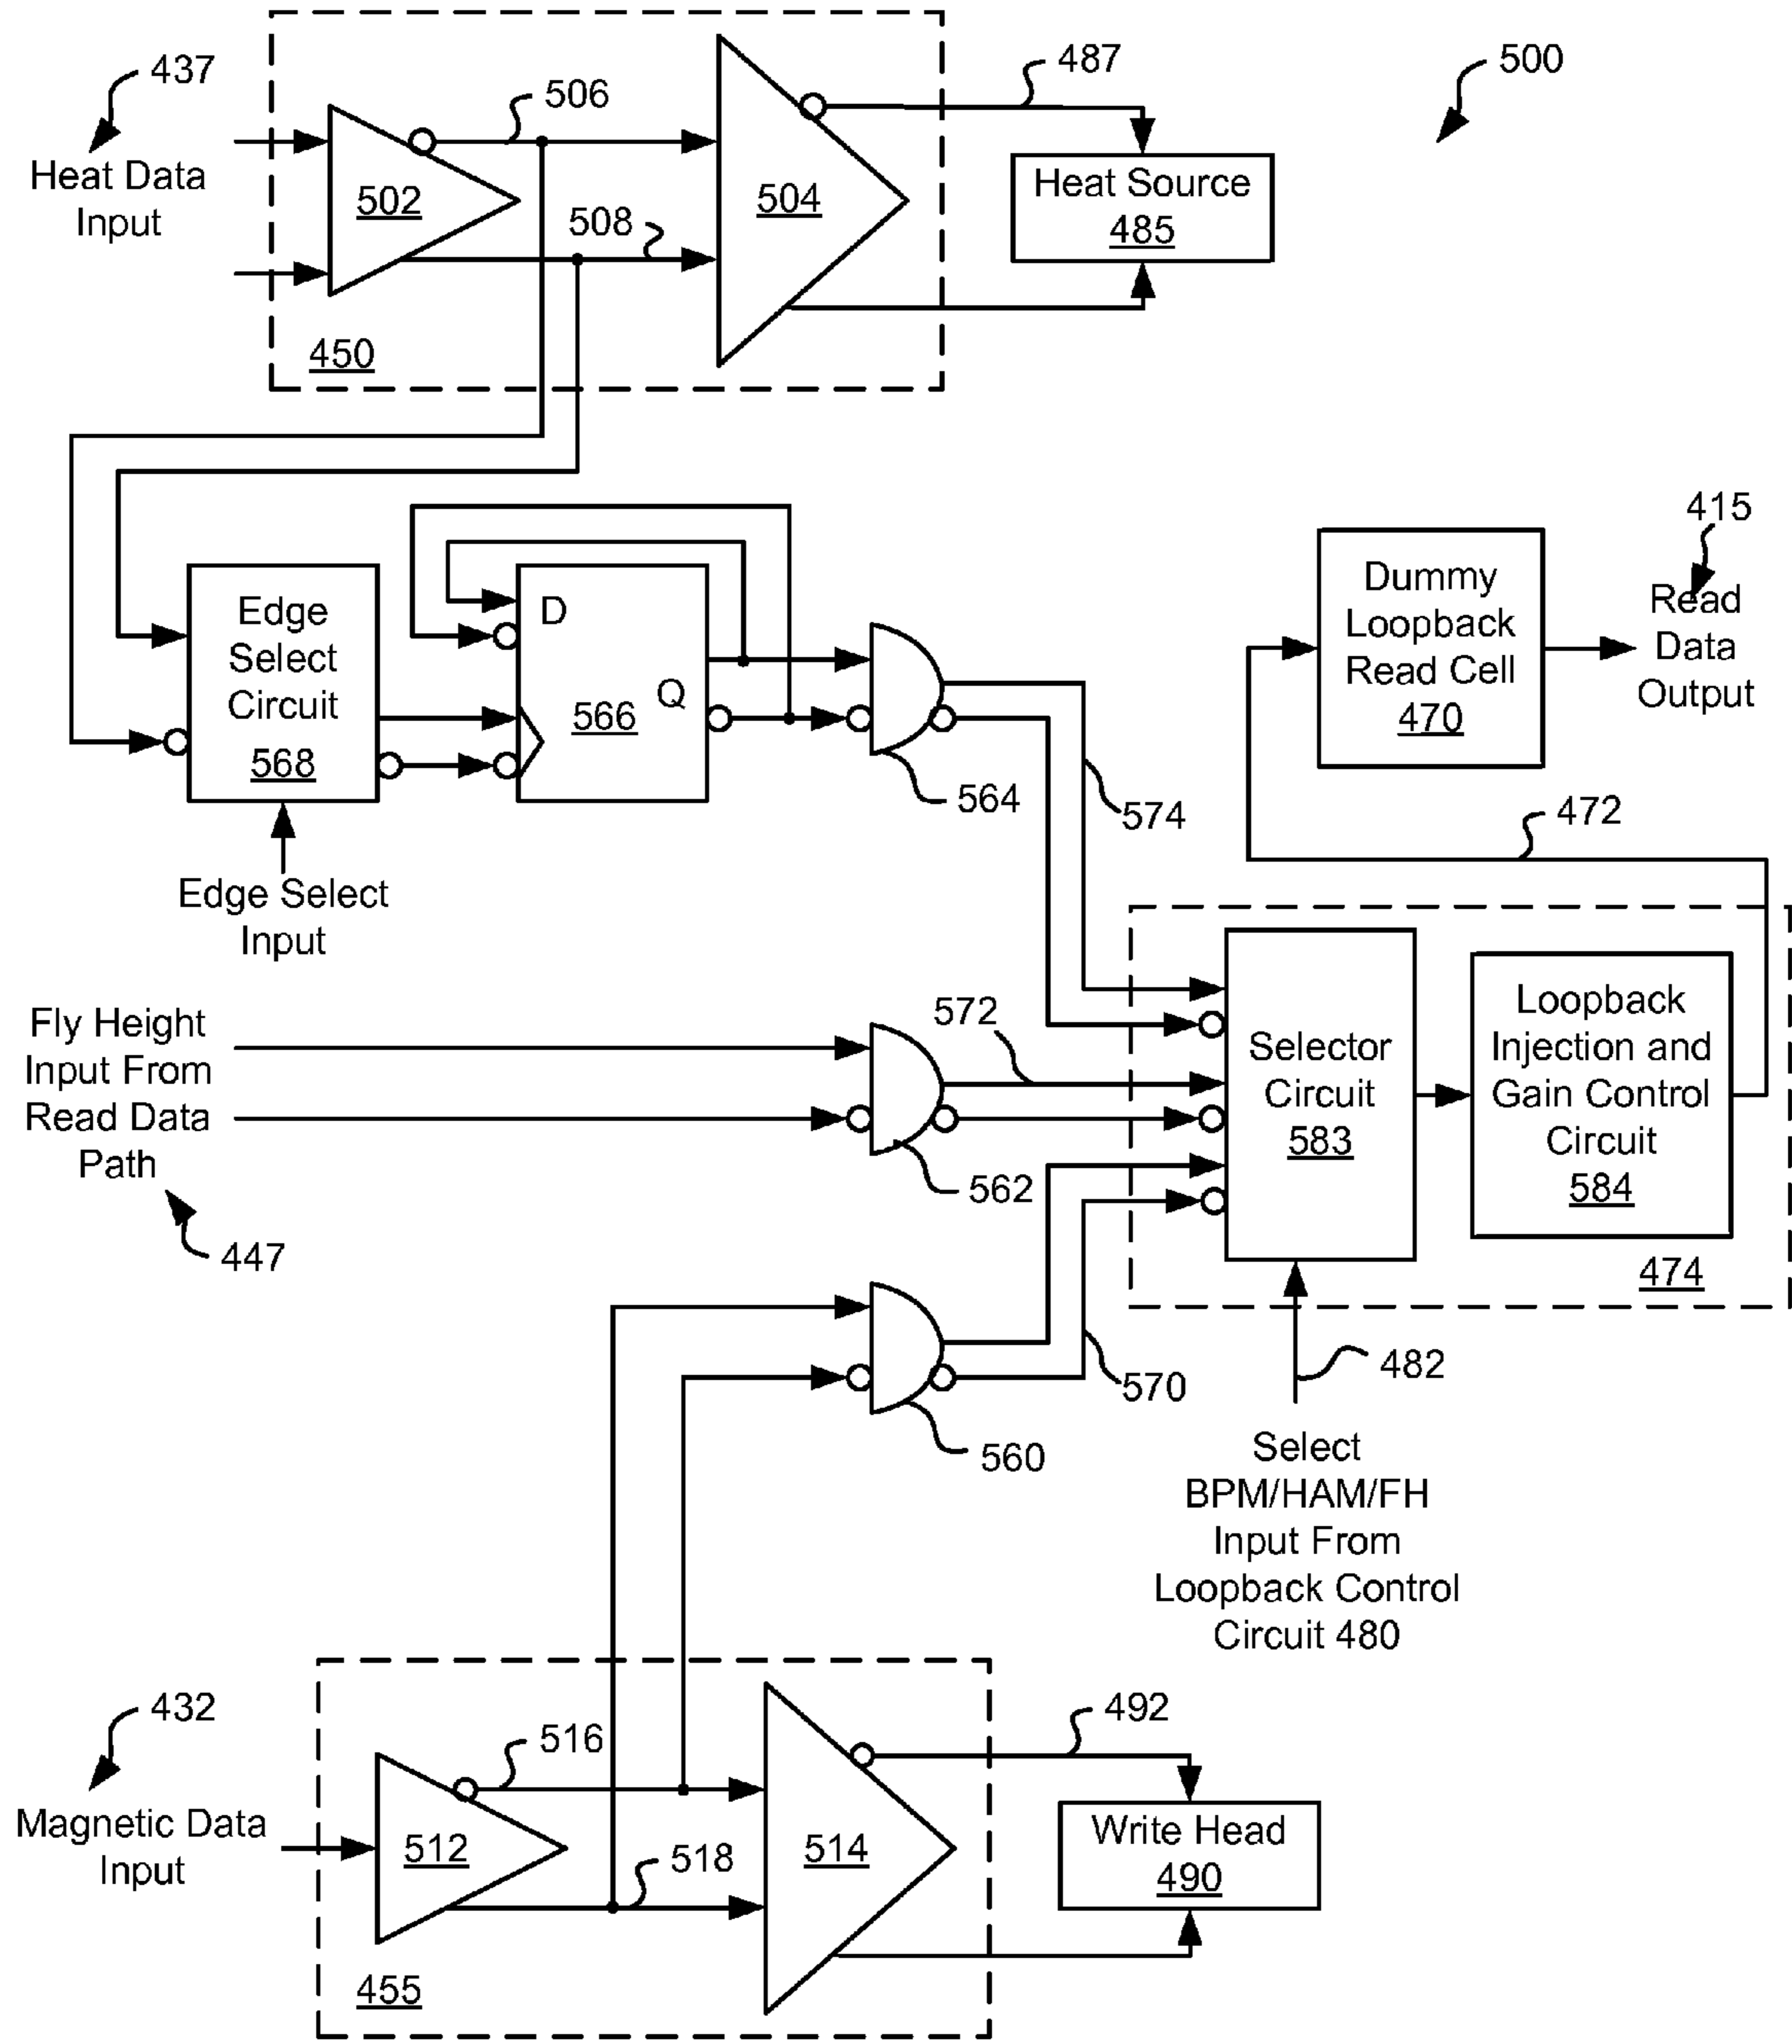 437
Heat Data
Input
506
502
508
504
450
487
Heat Source
485
500
Edge
Select
Circuit
568
Edge Select
Input
D
Q
566
564
574
Dummy
Loopback
Read Cell
470
415
Read
Data
Output
472
Fly Height
Input From
Read Data
Path
447
572
562
Selector
Circuit
583
Loopback
Injection and
Gain Control
Circuit
584
474
570
560
482
Select
BPM/HAM/FH
Input From
Loopback Control
Circuit 480
432
Magnetic Data
Input
516
512
518
514
455
492
Write Head
490